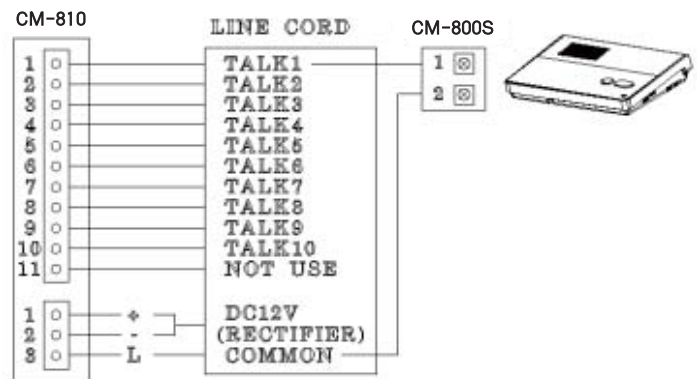 CM-810
LINE CORD
CM-800S
1 TALK1 1
2 TALK2 2
3 TALK3
4 TALK4
5 TALK5
6 TALK6
7 TALK7
8 TALK8
9 TALK9
10 TALK10
11 NOT USE
1 + DC12V
2 - (RECTIFIER)
3 L COMMON